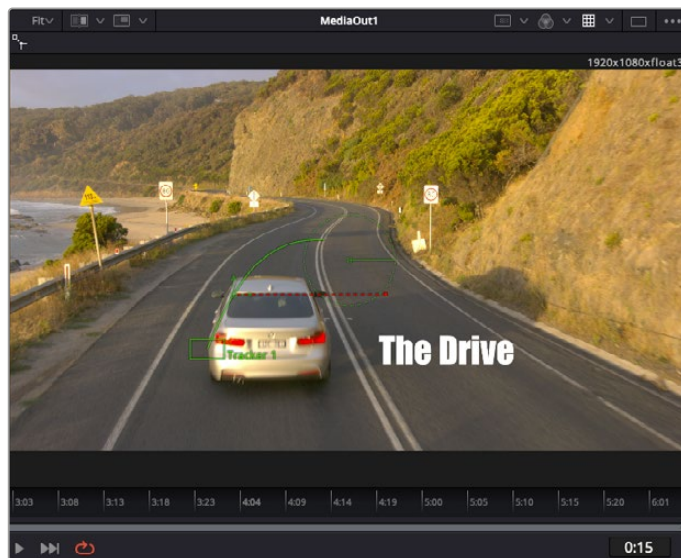 Fit
MediaOut1
1920x1080xfloat3
Tracker 1
The Drive
3:03 3:08 3:13 3:18 3:23 4:04 4:09 4:14 4:19 5:00 5:05 5:10 5:15 5:20 6:01
0:15